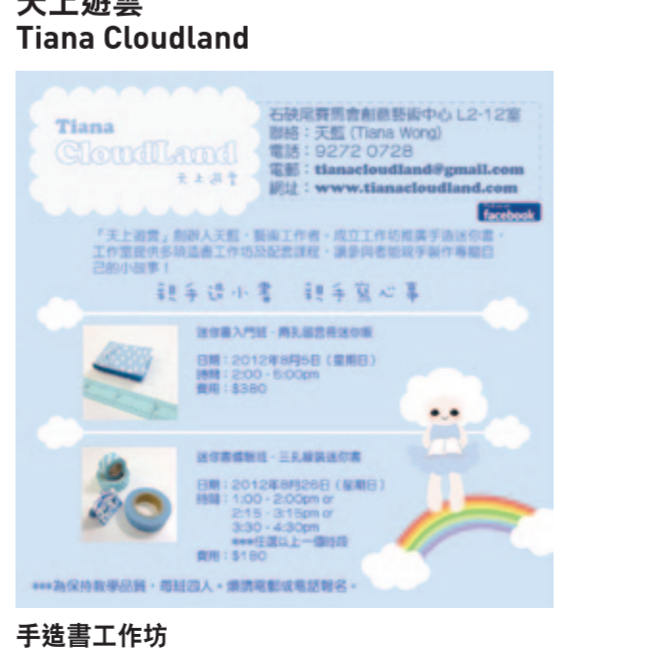 天上遊雲
Tiana Cloudland
Tiana
CloudLand
天上遊雲
石硤尾賽馬會創意藝術中心 L2-12室
聯絡：天藍 (Tiana Wong)
電話：9272 0728
電郵：tianacloudland@gmail.com
網址：www.tianacloudland.com
facebook
「天上遊雲」創辦人天藍，藝術工作者。成立工作坊推廣手造迷你書，
工作室提供多項造書工作坊及配套課程，讓參與者能親手製作專屬自
己的小故事！
親手造小書 親手寫心事
迷你書入門班 - 兩孔留言冊迷你版
日期：2012年8月5日（星期日）
時間：2:00 - 5:00pm
費用：$380
迷你書體驗班 - 三孔線裝迷你書
日期：2012年8月26日（星期日）
時間：1:00 - 2:00pm or
2:15 - 3:15pm or
3:30 - 4:30pm
***任選以上一個時段
費用：$180
***為保持教學品質，每班四人。煩請電郵或電話報名。
手造書工作坊